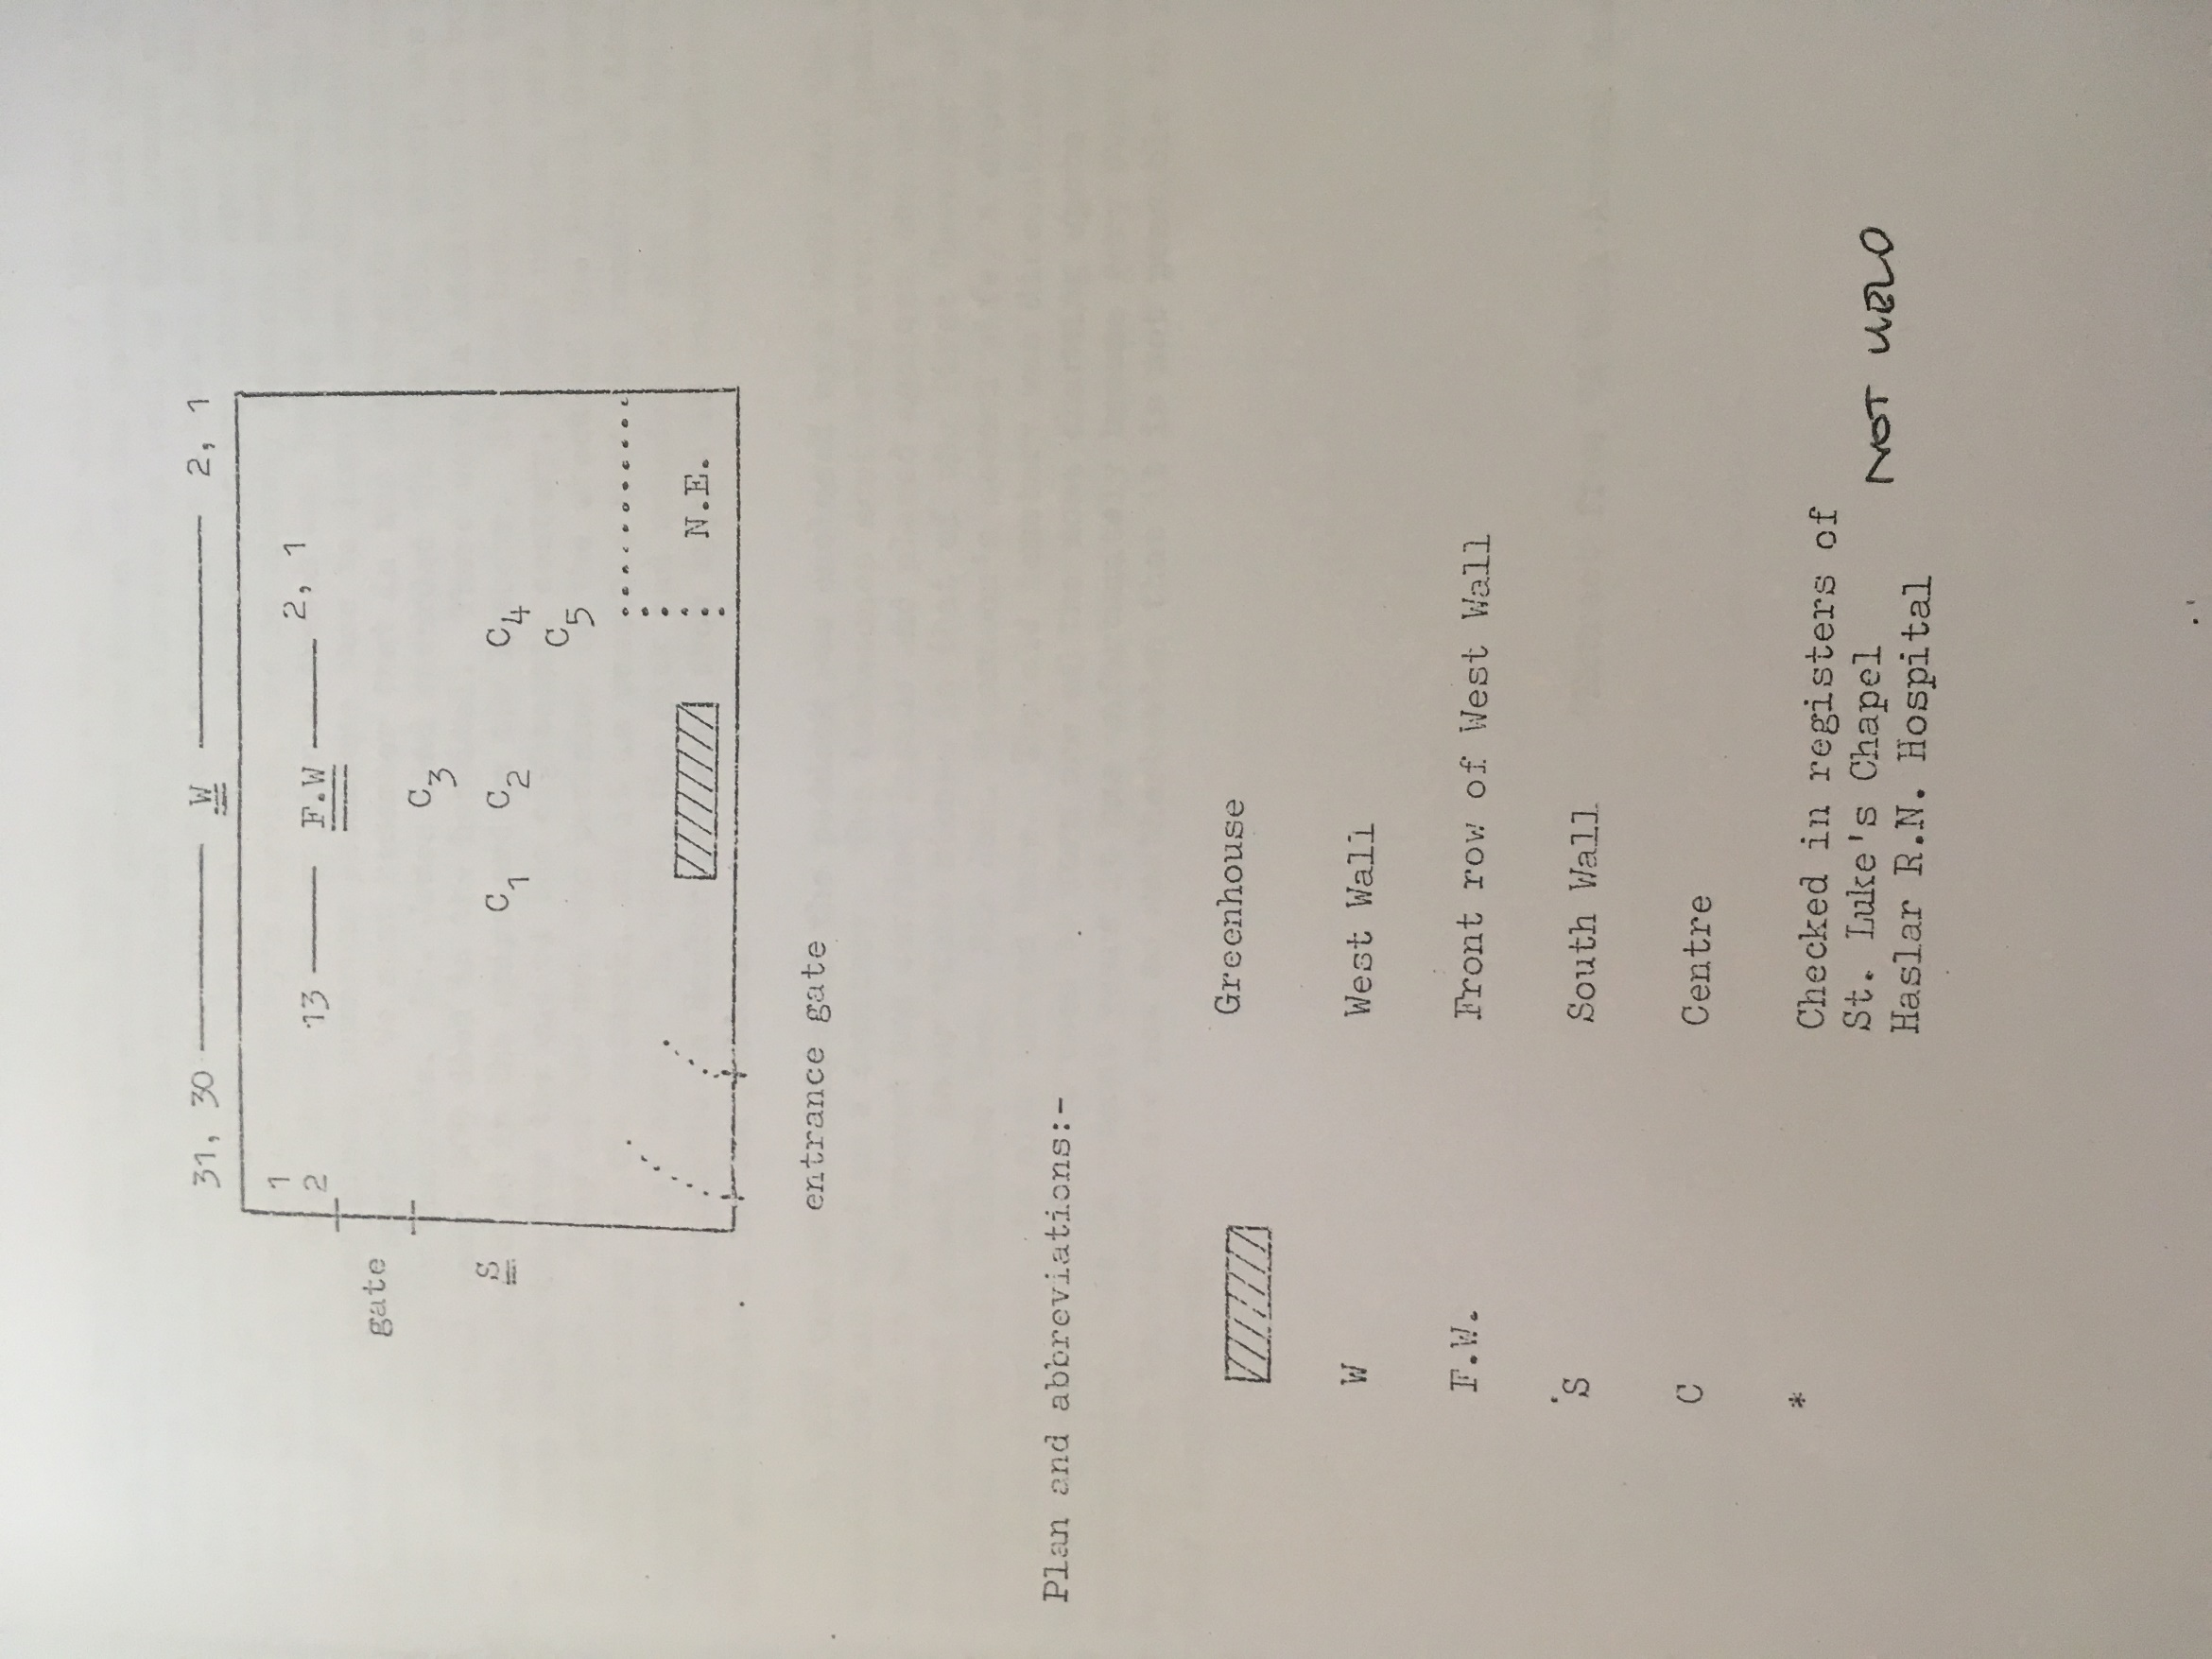 31, 30 W 2, 1
1
2
13 F.W 2, 1
gate
C3
S
C1 C2 C4
C5
N.E.
entrance gate
Plan and abbreviations:-
Greenhouse
W West Wall
F.W. Front row of West Wall
S South Wall
C Centre
* Checked in registers of
St. Luke's Chapel
NOT
Haslar R.N. Hospital